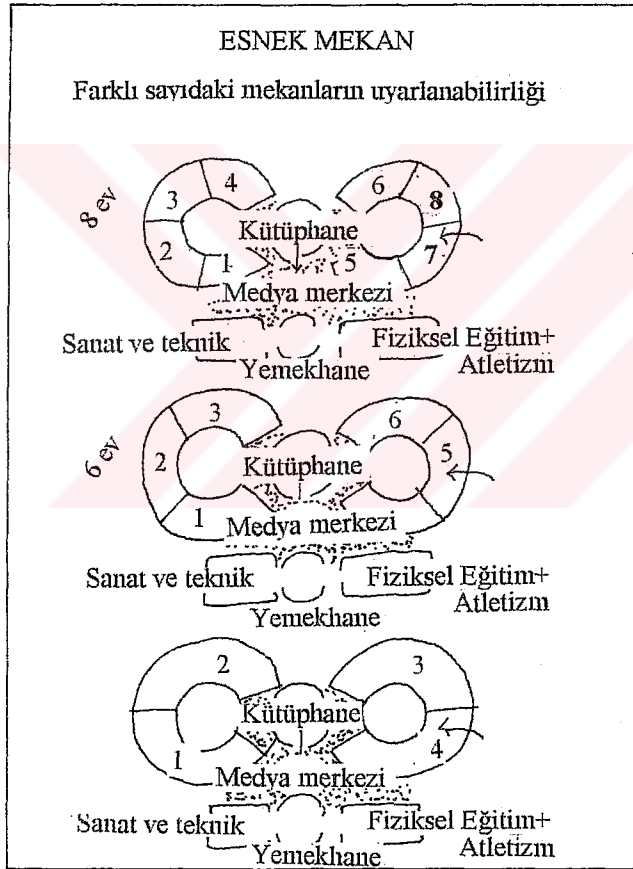 ESNEK MEKAN
Farklı sayıdaki mekanların uyarlanabilirliği
8 ev
3 4 6 8
2 1 Kütüphane 5 7
Medya merkezi
Sanat ve teknik Fiziksel Eğitim+
Yemekhane Atletizm
6 ev
3 6
2 Kütüphane 5
1 Medya merkezi
Sanat ve teknik Fiziksel Eğitim+
Yemekhane Atletizm
2 3
Kütüphane
1 4
Medya merkezi
Sanat ve teknik Fiziksel Eğitim+
Yemekhane Atletizm